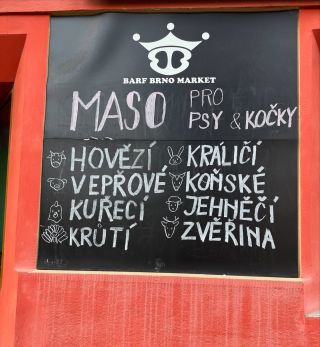 BARF BRNO MARKET
MASO PRO
PSY & KOČKY
HOVĚZÍ
VEPŘOVÉ
KUŘECÍ
KRŮTÍ
KRÁLIČÍ
KOŇSKÉ
JEHNĚČÍ
ZVĚŘINA